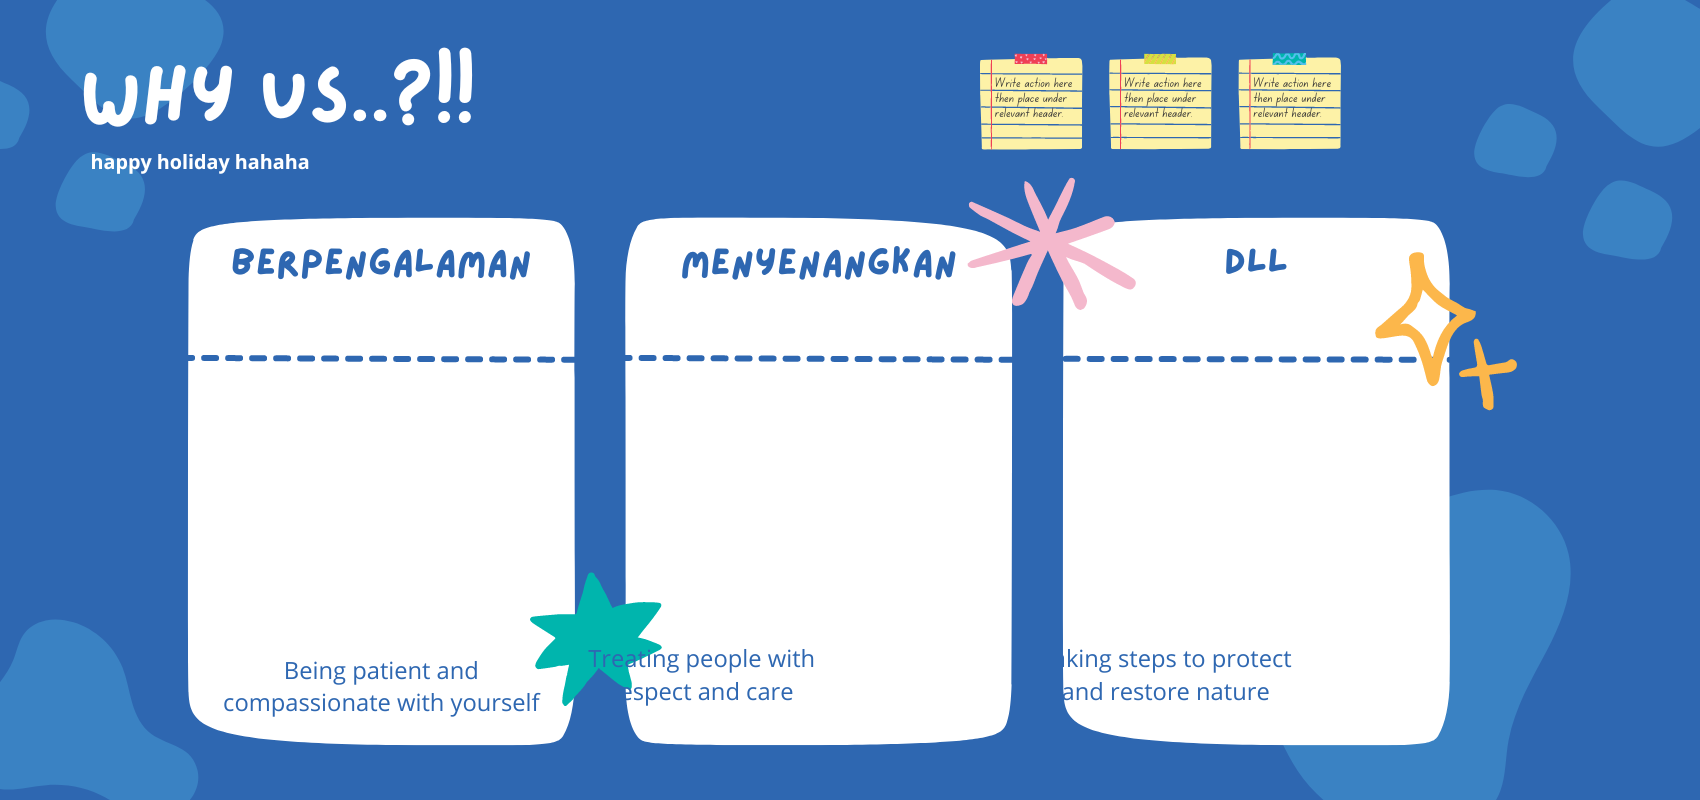 WHY US..?!!
happy holiday hahaha
Write action here
then place under
relevant header.
Write action here
then place under
relevant header.
Write action here
then place under
relevant header.
BERPENGALAMAN
MENYENANGKAN
DLL
Being patient and
compassionate with yourself
Treating people with
espect and care
king steps to protect
and restore nature